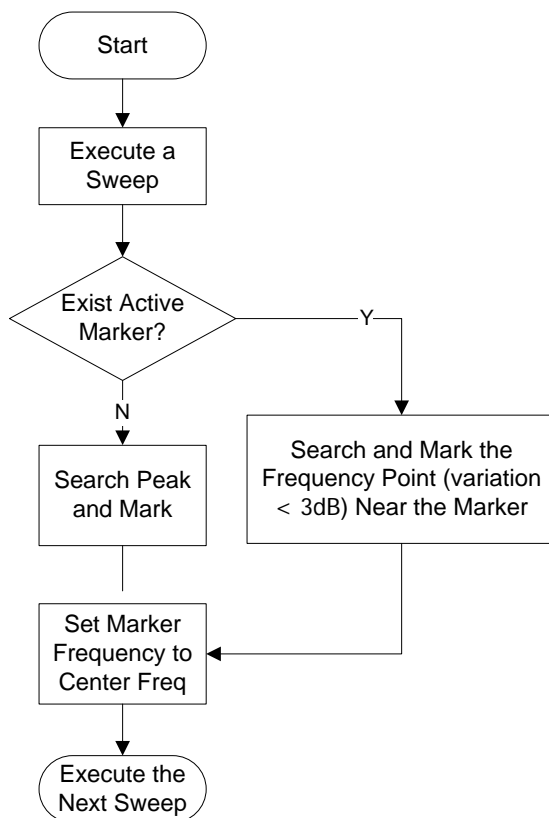 Start
Execute a
Sweep
Exist Active
Marker?
Y
N
Search Peak
and Mark
Search and Mark the
Frequency Point (variation
< 3dB) Near the Marker
Set Marker
Frequency to
Center Freq
Execute the
Next Sweep